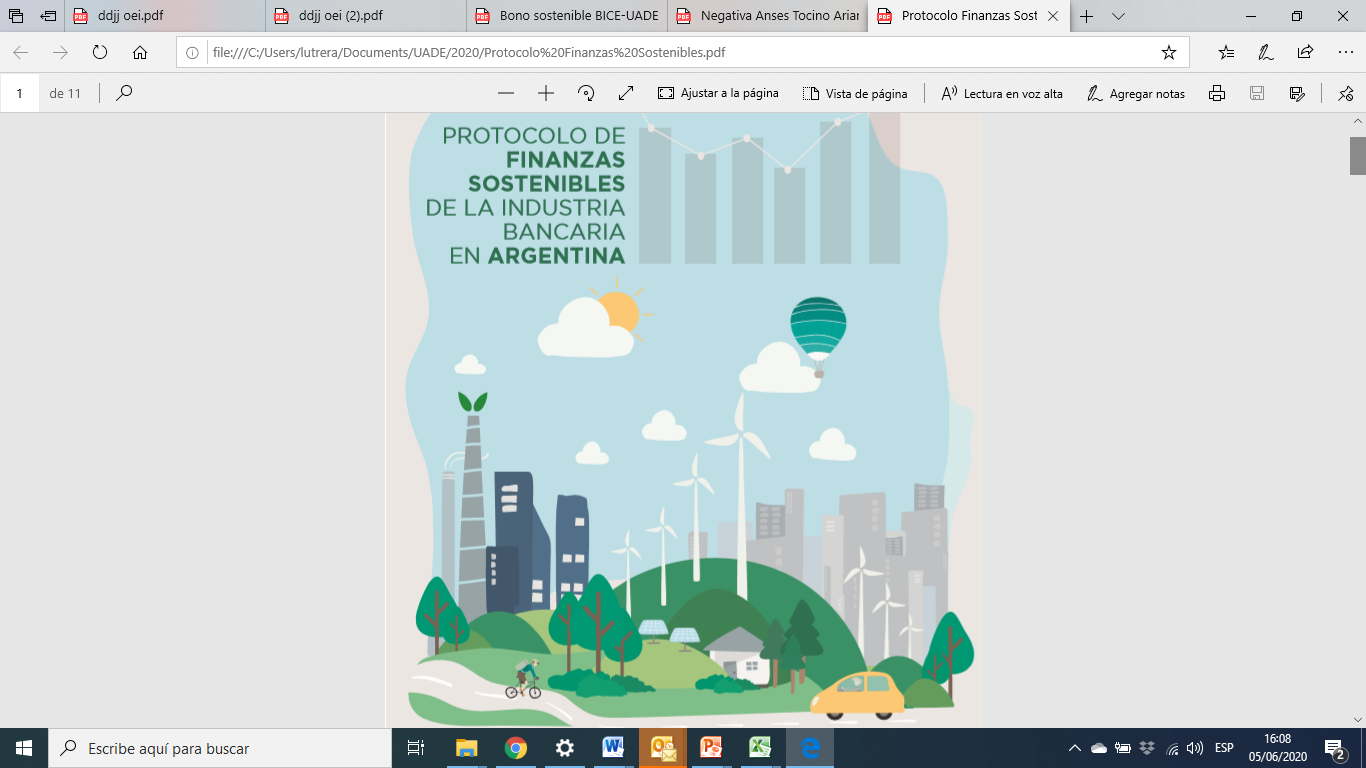 ddjj oei.pdf
ddjj oei (2).pdf
Bono sostenible BICE-UADE
Negativa Anses Tocino Arian
Protocolo Finanzas Sost
file:///C:/Users/lutrera/Documents/UADE/2020/Protocolo%20Finanzas%20Sostenibles.pdf
1 de 11
Ajustar a la página
Vista de página
Lectura en voz alta
Agregar notas
PROTOCOLO DE
FINANZAS
SOSTENIBLES
DE LA INDUSTRIA
BANCARIA
EN ARGENTINA
Escribe aquí para buscar
ESP
16:08
05/06/2020
2